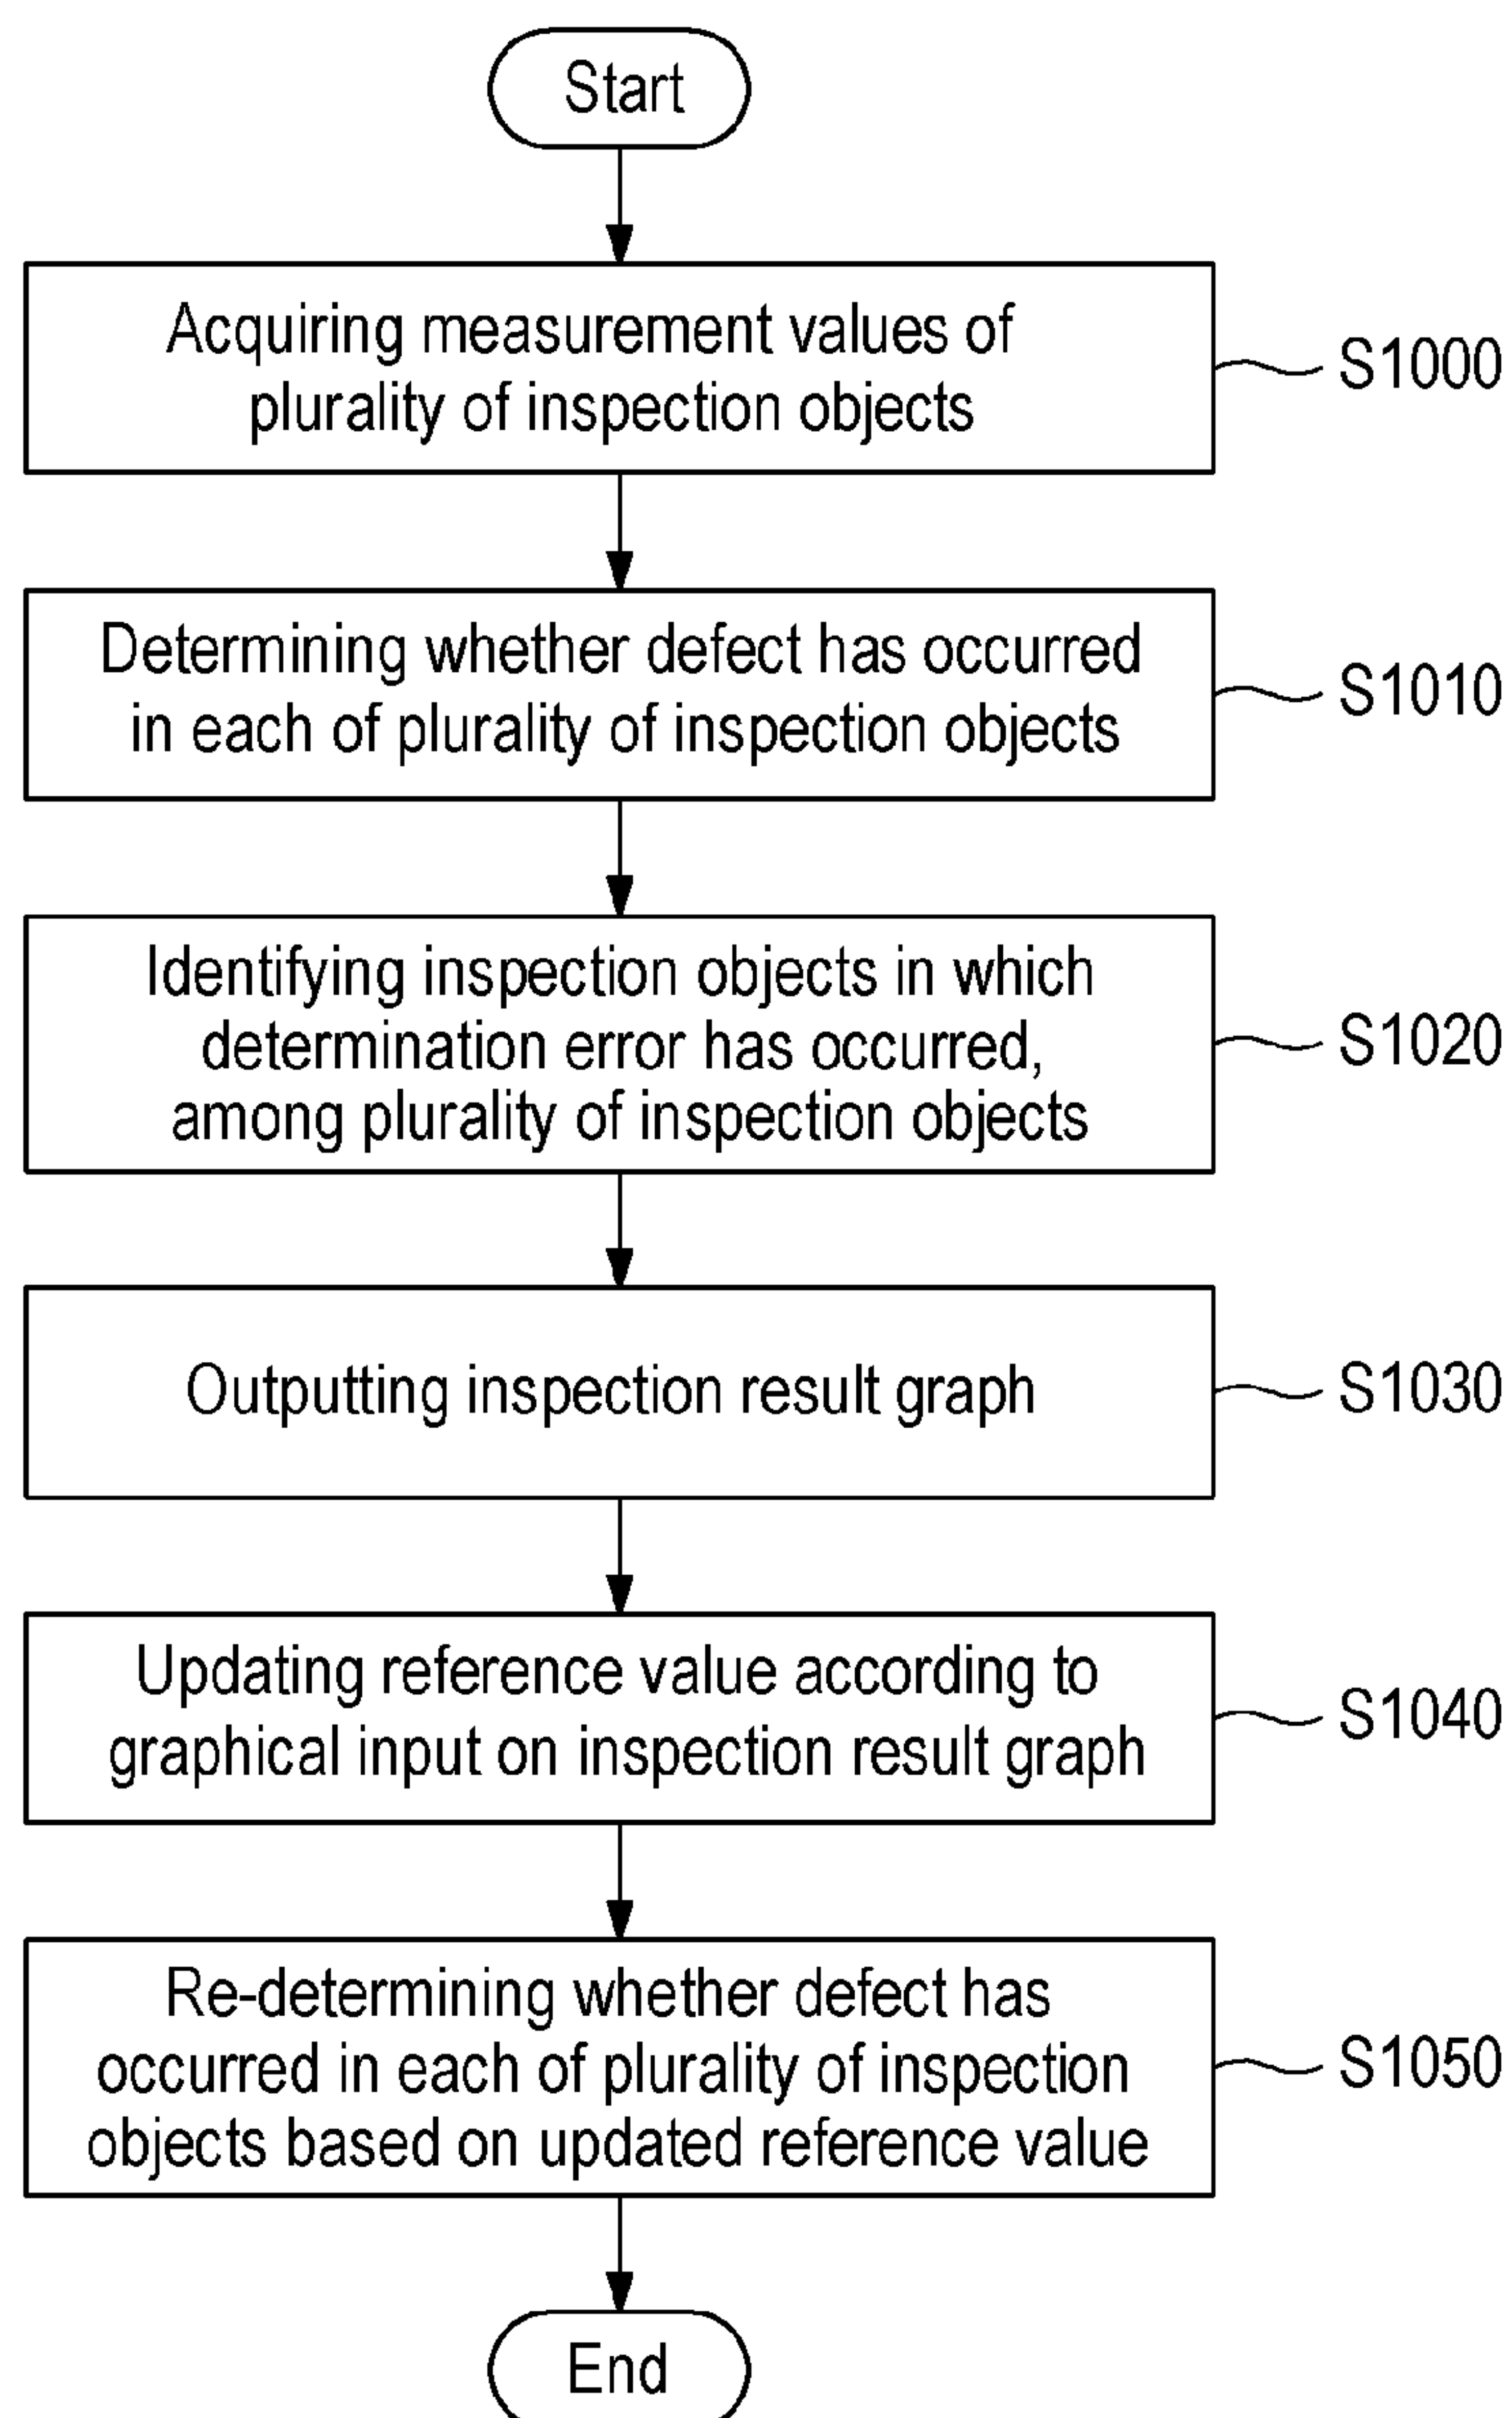 Start
Acquiring measurement values of
plurality of inspection objects
S1000
Determining whether defect has occurred
in each of plurality of inspection objects
S1010
Identifying inspection objects in which
determination error has occurred,
among plurality of inspection objects
S1020
Outputting inspection result graph
S1030
Updating reference value according to
graphical input on inspection result graph
S1040
Re-determining whether defect has
occurred in each of plurality of inspection
objects based on updated reference value
S1050
End